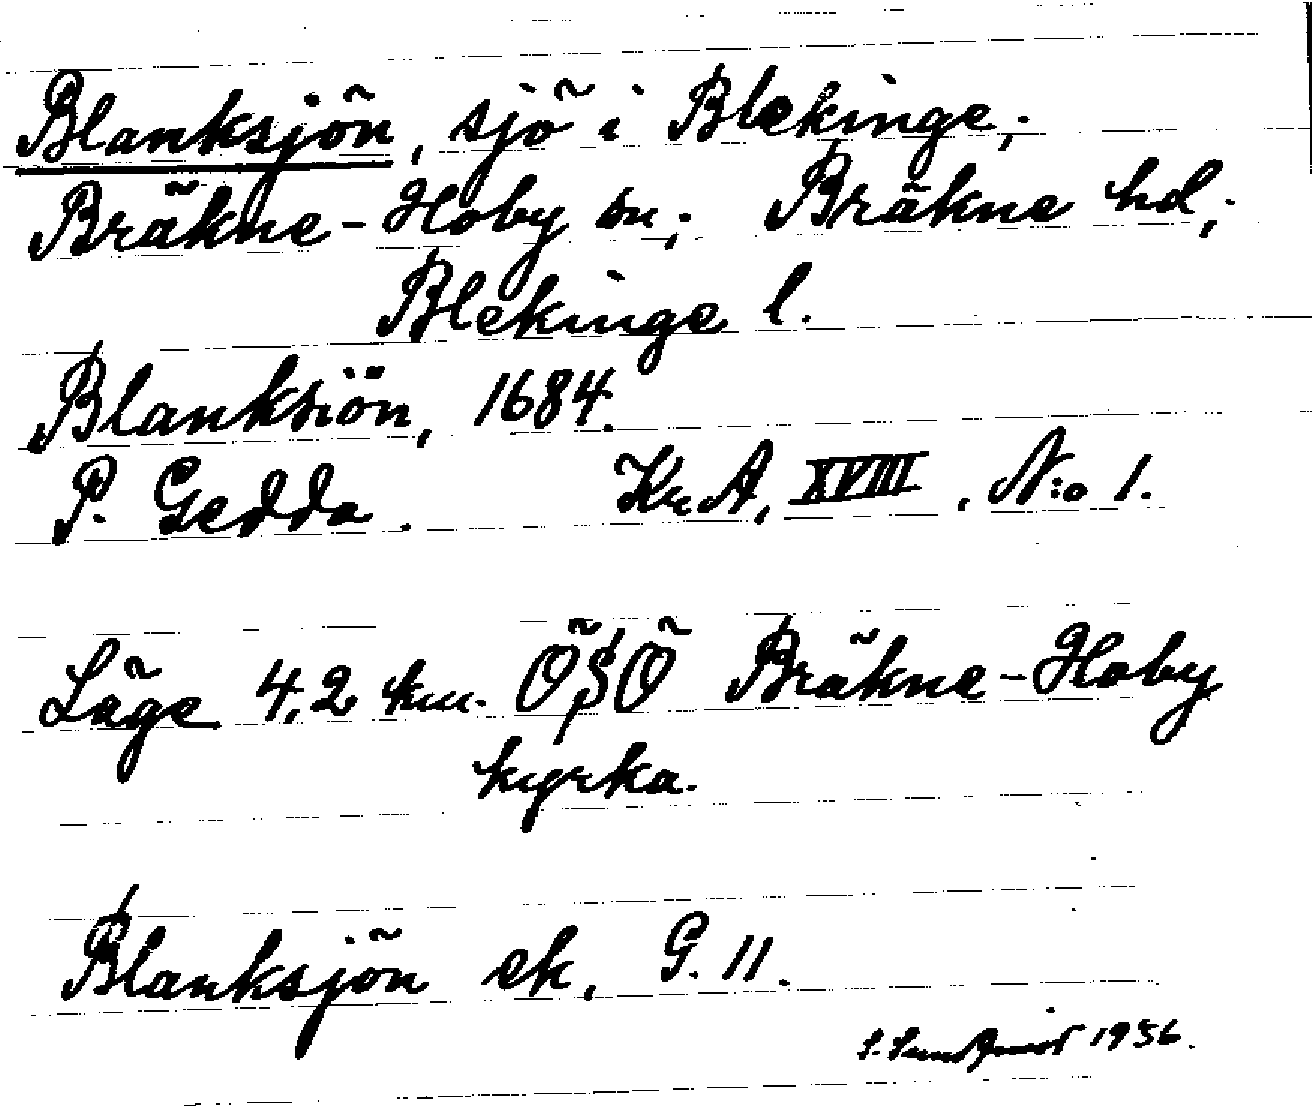 Blanksjön, sjö i Blekinge,
Bräkne-Hoby sn, Bräkne hd,
Blekinge l.
Blanksiön, 1684.
P. Gedda. Kr.A, XVIII, N:o 1.
Läge 4,2 km. ÖSÖ Bräkne-Hoby
kyrka.
Blanksjön ek, G. 11.
1956.